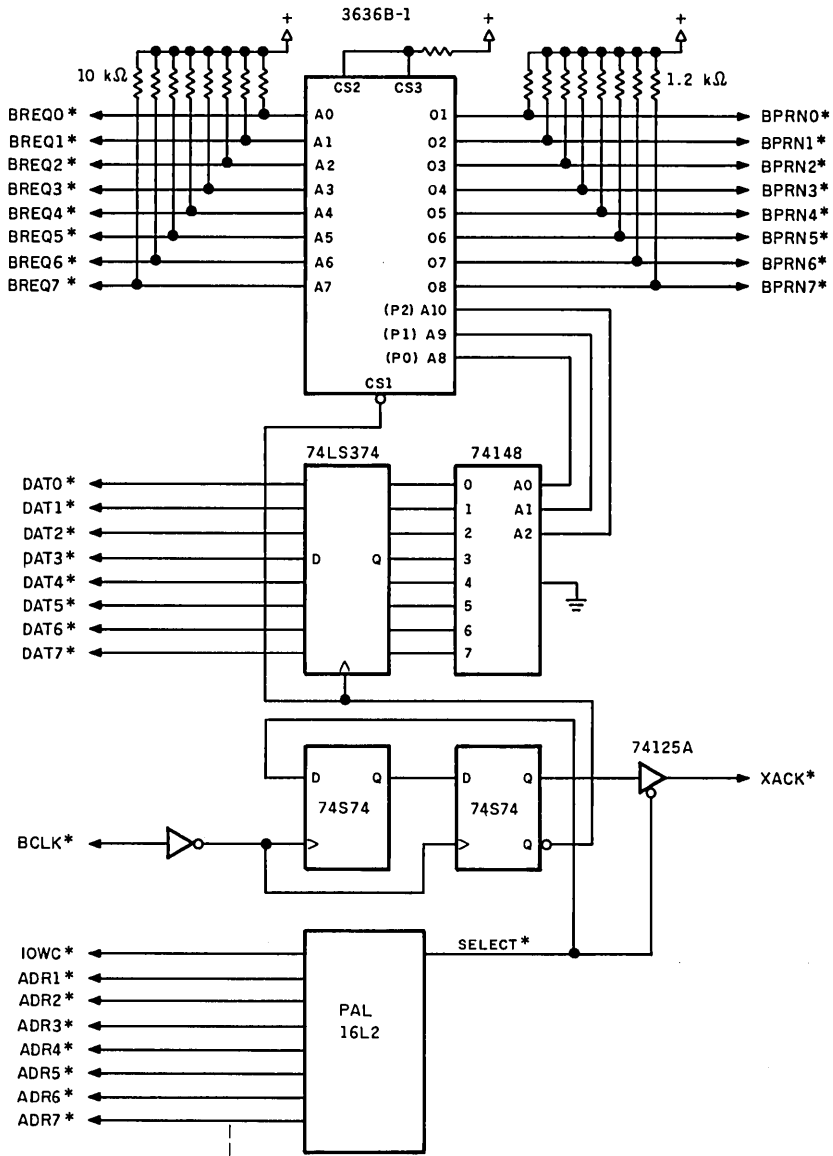 3636B-1
+ + +
10 kΩ CS2 CS3 1.2 kΩ
BREQ0* A0 O1 BPRN0*
BREQ1* A1 O2 BPRN1*
BREQ2* A2 O3 BPRN2*
BREQ3* A3 O4 BPRN3*
BREQ4* A4 O5 BPRN4*
BREQ5* A5 O6 BPRN5*
BREQ6* A6 O7 BPRN6*
BREQ7* A7 O8 BPRN7*
(P2) A10
(P1) A9
(P0) A8
CS1
74LS374 74148
DAT0* 0 A0
DAT1* 1 A1
DAT2* 2 A2
DAT3* D Q 3
DAT4* 4
DAT5* 5
DAT6* 6
DAT7* 7
74125A
D Q D Q XACK*
74S74 74S74
BCLK* Q
IOWC* SELECT*
ADR1*
ADR2*
ADR3* PAL
16L2
ADR4*
ADR5*
ADR6*
ADR7*